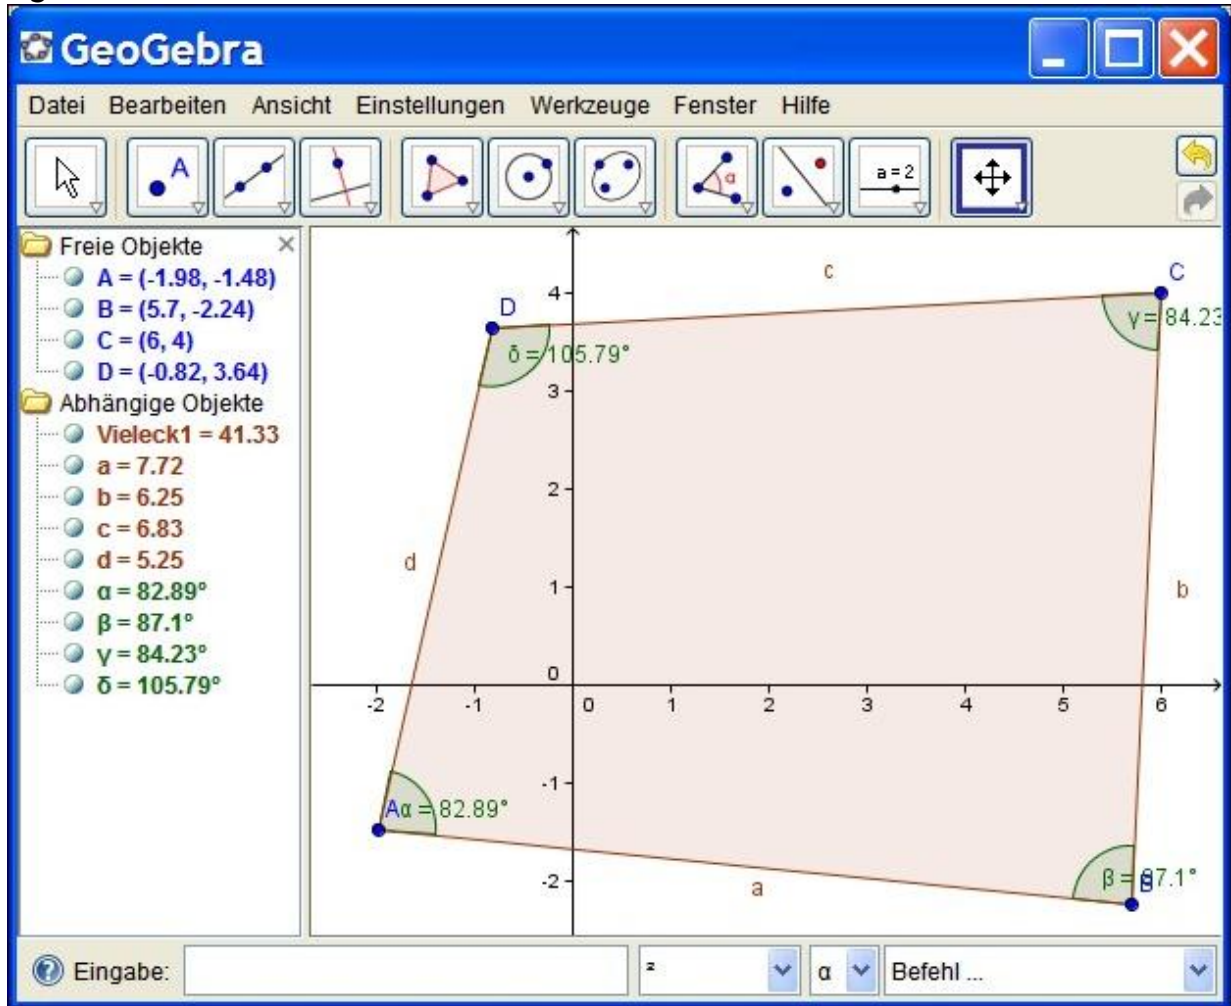 GeoGebra
Datei Bearbeiten Ansicht Einstellungen Werkzeuge Fenster Hilfe
A
α
a = 2
Freie Objekte
A = (-1.98, -1.48)
B = (5.7, -2.24)
C = (6, 4)
D = (-0.82, 3.64)
Abhängige Objekte
Vieleck1 = 41.33
a = 7.72
b = 6.25
c = 6.83
d = 5.25
α = 82.89°
β = 87.1°
γ = 84.23°
δ = 105.79°
c
C
4
D
γ = 84.23
δ = 105.79°
3
2
d
1
b
0
-2 -1 0 1 2 3 4 5 6
-1
A α = 82.89°
-2
a
β = 87.1°
B
Eingabe:
²
α
Befehl ...